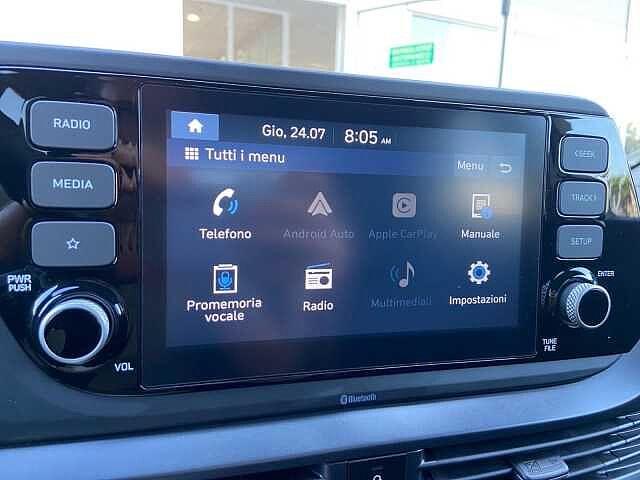 RADIO
MEDIA
☆
PWR
PUSH
VOL
Gio, 24.07 8:05 AM
Tutti i menu
Menu
Telefono
Android Auto
Apple CarPlay
Manuale
Promemoria
vocale
Radio
Multimediali
Impostazioni
<SEEK
TRACK>
SETUP
ENTER
TUNE
FILE
Bluetooth